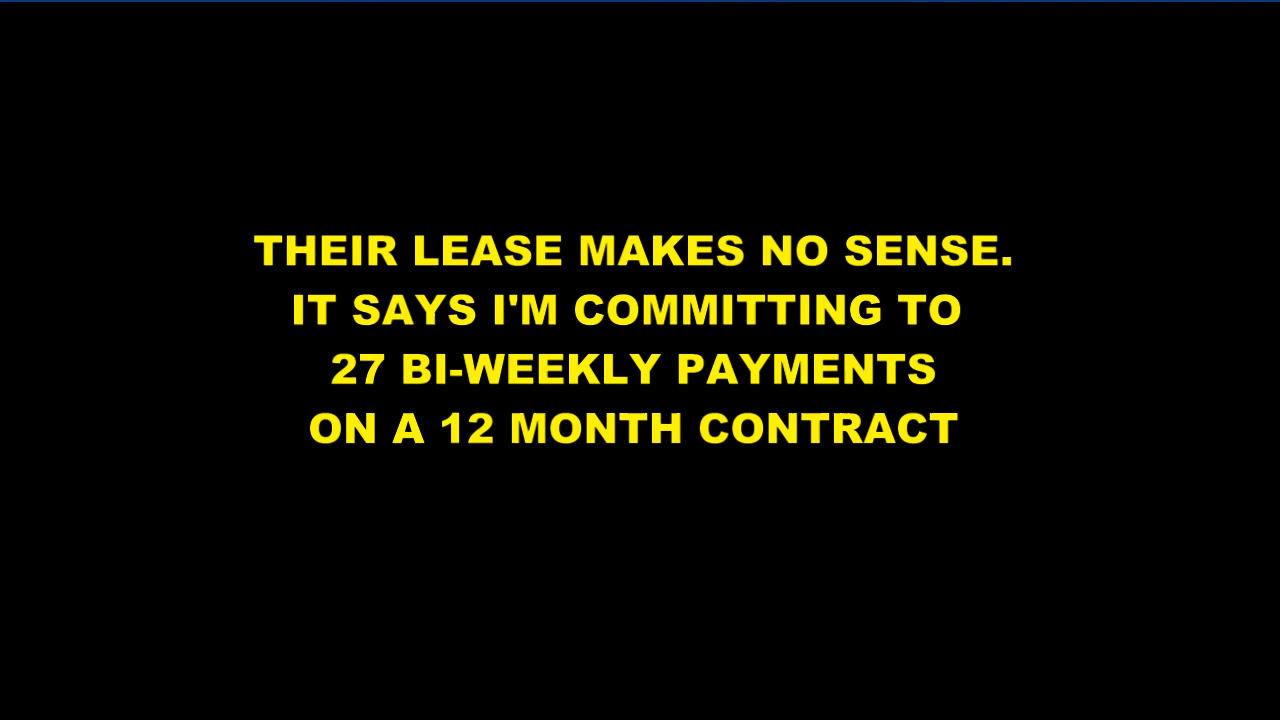 THEIR LEASE MAKES NO SENSE.
IT SAYS I'M COMMITTING TO
27 BI-WEEKLY PAYMENTS
ON A 12 MONTH CONTRACT